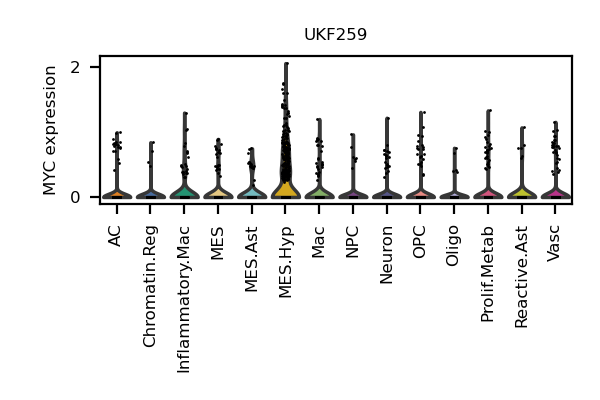 UKF259
MYC expression
2
0
AC
Chromatin.Reg
Inflammatory.Mac
MES
MES.Ast
MES.Hyp
Mac
NPC
Neuron
OPC
Oligo
Prolif.Metab
Reactive.Ast
Vasc